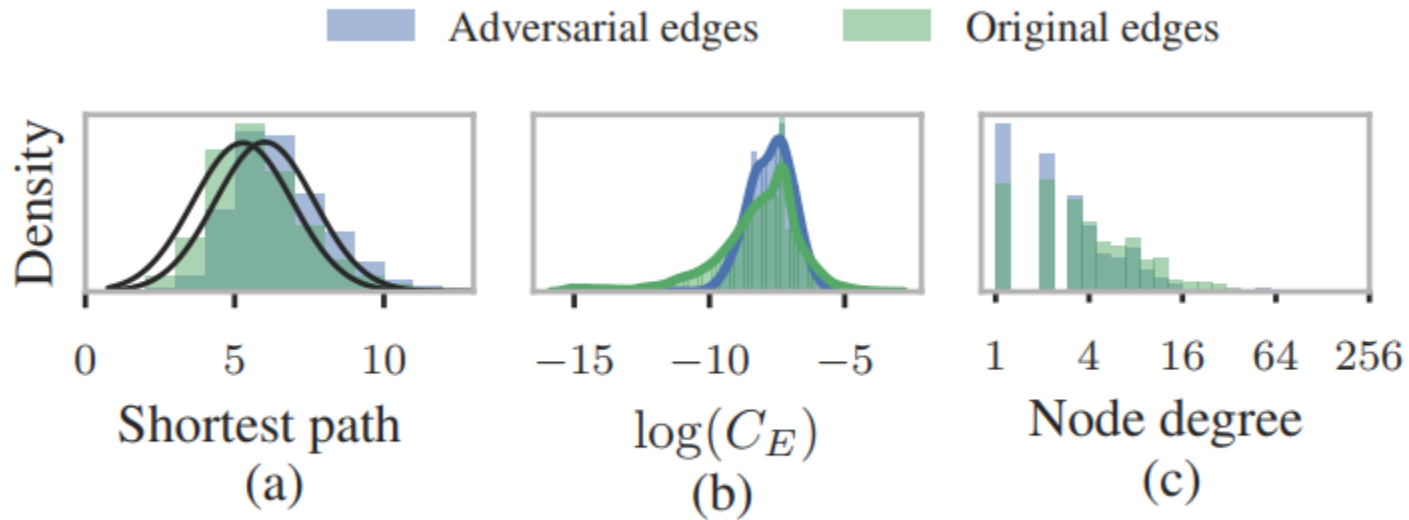 Adversarial edges Original edges
Density
0 5 10
−15 −10 −5
1 4 16 64 256
Shortest path
log(C_E)
Node degree
(a)
(b)
(c)